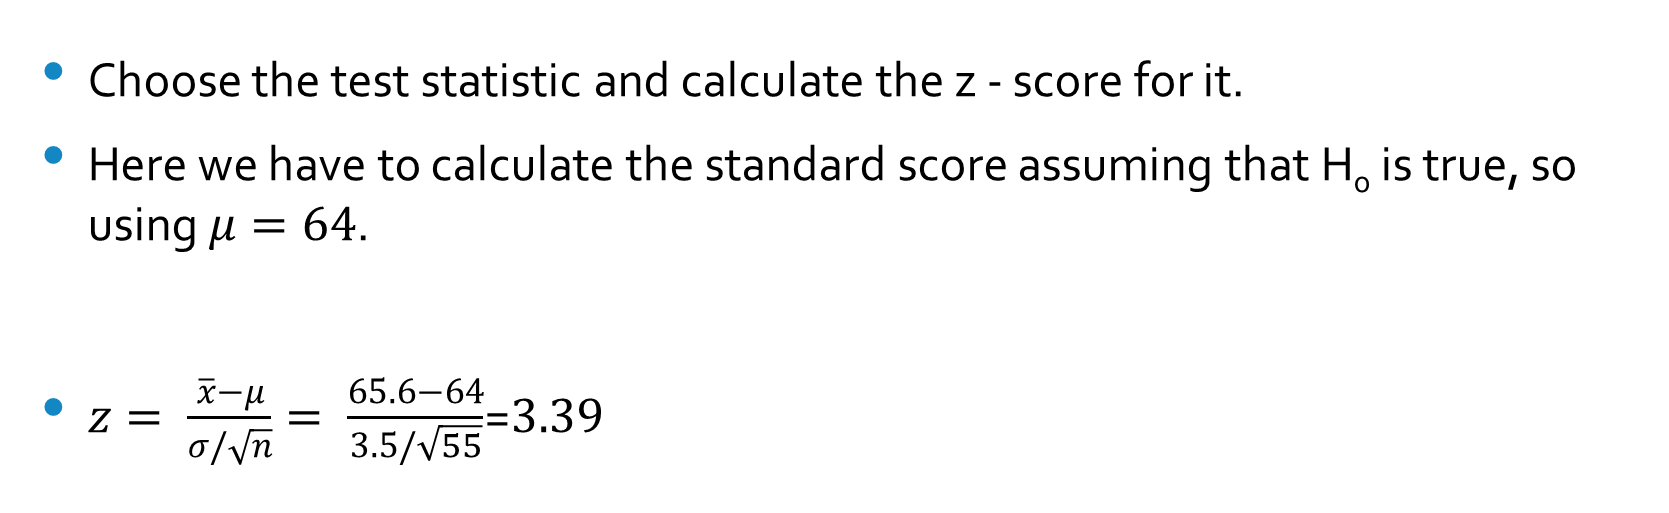 • Choose the test statistic and calculate the z - score for it.
• Here we have to calculate the standard score assuming that H₀ is true, so
using 𝜇 = 64.
• z = (x̄−𝜇)/(σ/√n) = (65.6−64)/(3.5/√55)=3.39